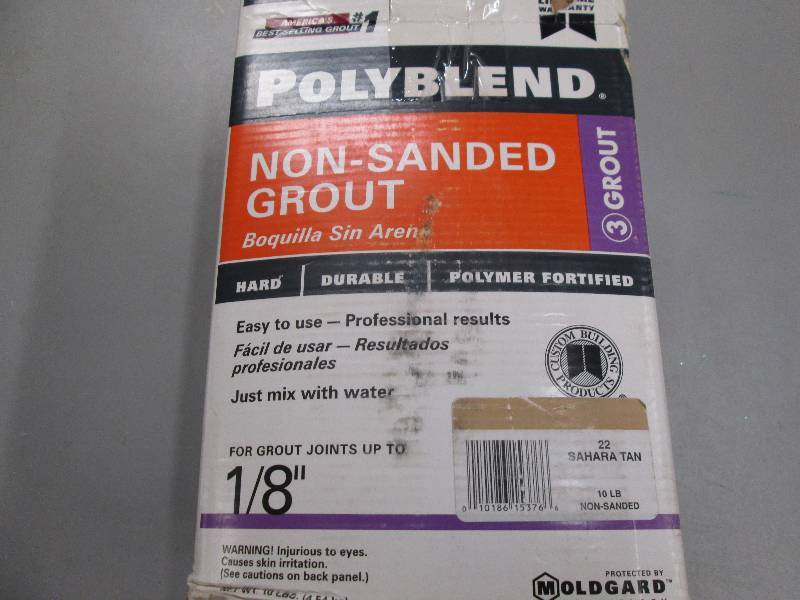 AMERICA'S #1
BEST-SELLING GROUT
WARRANTY
POLYBLEND®
NON-SANDED
GROUT
Boquilla Sin Arena
3 GROUT
HARD | DURABLE | POLYMER FORTIFIED
Easy to use — Professional results
Fácil de usar — Resultados
profesionales
Just mix with water
CUSTOM BUILDING PRODUCTS®
FOR GROUT JOINTS UP TO
1/8"
22
SAHARA TAN
10 LB
NON-SANDED
0 10186 15376 6
WARNING! Injurious to eyes.
Causes skin irritation.
(See cautions on back panel.)
PROTECTED BY
MOLDGARD™